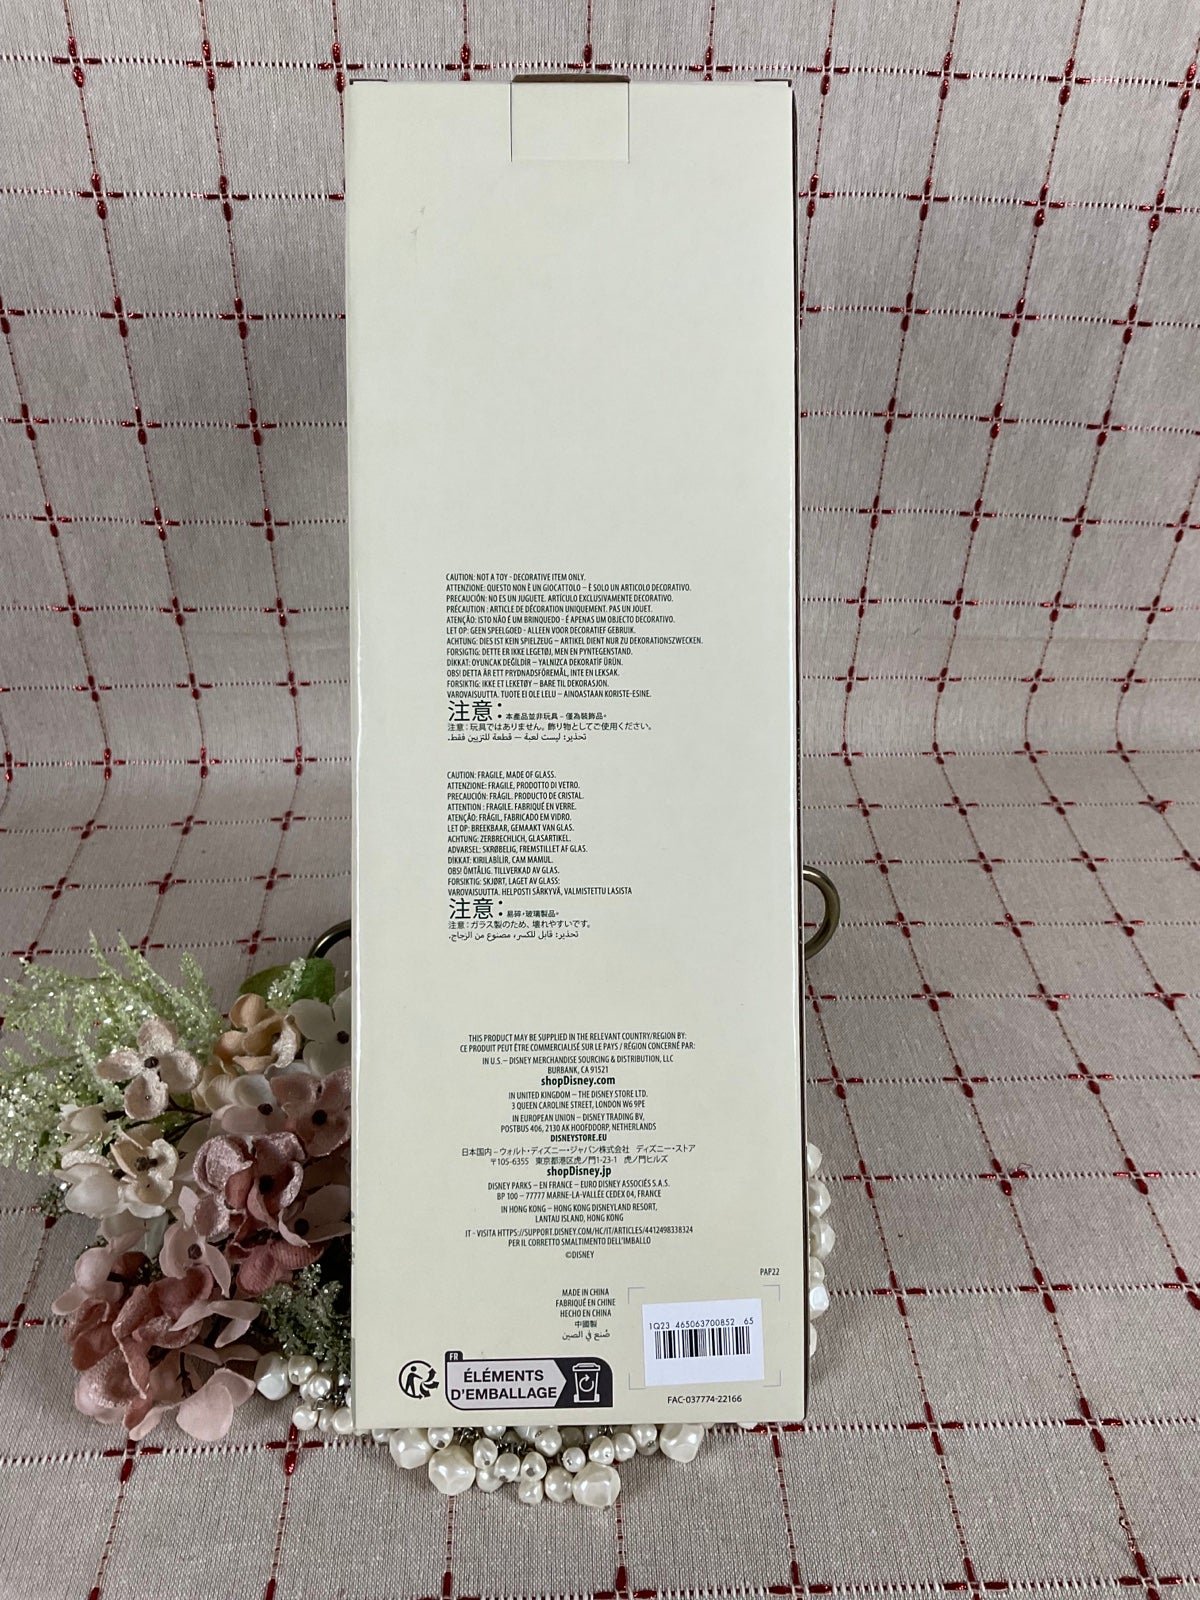 CAUTION: NOT A TOY - DECORATIVE ITEM ONLY.
ATTENZIONE: QUESTO NON È UN GIOCATTOLO – È SOLO UN ARTICOLO DECORATIVO.
PRECAUCIÓN: NO ES UN JUGUETE. ARTÍCULO EXCLUSIVAMENTE DECORATIVO.
PRÉCAUTION : ARTICLE DE DÉCORATION UNIQUEMENT. PAS UN JOUET.
ATENÇÃO: ISTO NÃO É UM BRINQUEDO - É APENAS UM OBJECTO DECORATIVO.
LET OP: GEEN SPEELGOED - ALLEEN VOOR DECORATIEF GEBRUIK.
ACHTUNG: DIES IST KEIN SPIELZEUG – ARTIKEL DIENT NUR ZU DEKORATIONSZWECKEN.
FORSIGTIG: DETTE ER IKKE LEGETØJ, MEN EN PYNTEGENSTAND.
DİKKAT: OYUNCAK DEĞİLDİR – YALNIZCA DEKORATİF ÜRÜN.
OBS! DETTA ÄR ETT PRYDNADSFÖREMÅL, INTE EN LEKSAK.
FORSIKTIG: IKKE ET LEKETØY – BARE TIL DEKORASJON.
VAROVAISUUTTA. TUOTE EI OLE LELU – AINOASTAAN KORISTE-ESINE.
注意：本產品並非玩具－僅為裝飾品。
注意：玩具ではありません。飾り物としてご使用ください。
تحذير: ليست لعبة – قطعة للتزيين فقط.
CAUTION: FRAGILE, MADE OF GLASS.
ATTENZIONE: FRAGILE, PRODOTTO DI VETRO.
PRECAUCIÓN: FRÁGIL. PRODUCTO DE CRISTAL.
ATTENTION : FRAGILE. FABRIQUÉ EN VERRE.
ATENÇÃO: FRÁGIL, FABRICADO EM VIDRO.
LET OP: BREEKBAAR, GEMAAKT VAN GLAS.
ACHTUNG: ZERBRECHLICH, GLASARTIKEL.
ADVARSEL: SKRØBELIG, FREMSTILLET AF GLAS.
DİKKAT: KIRILABİLİR, CAM MAMUL.
OBS! ÖMTÅLIG. TILLVERKAD AV GLAS.
FORSIKTIG: SKJØRT, LAGET AV GLASS:
VAROVAISUUTTA. HELPOSTI SÄRKYVÄ, VALMISTETTU LASISTA
注意：易碎，玻璃製品。
注意：ガラス製のため、壊れやすいです。
تحذير: قابل للكسر، مصنوع من الزجاج.
THIS PRODUCT MAY BE SUPPLIED IN THE RELEVANT COUNTRY/REGION BY:
CE PRODUIT PEUT ÊTRE COMMERCIALISÉ SUR LE PAYS / RÉGION CONCERNÉ PAR:
IN U.S.– DISNEY MERCHANDISE SOURCING & DISTRIBUTION, LLC
BURBANK, CA 91521
shopDisney.com
IN UNITED KINGDOM – THE DISNEY STORE LTD.
3 QUEEN CAROLINE STREET, LONDON W6 9PE
IN EUROPEAN UNION – DISNEY TRADING BV,
POSTBUS 406, 2130 AK HOOFDDORP, NETHERLANDS
DISNEYSTORE.EU
日本国内 – ウォルト・ディズニー・ジャパン株式会社 ディズニー・ストア
〒105-6355 東京都港区虎ノ門1-23-1 虎ノ門ヒルズ
shopDisney.jp
DISNEY PARKS – EN FRANCE – EURO DISNEY ASSOCIÉS S.A.S.
BP 100 – 77777 MARNE-LA-VALLÉE CEDEX 04, FRANCE
IN HONG KONG – HONG KONG DISNEYLAND RESORT,
LANTAU ISLAND, HONG KONG
IT - VISITA HTTPS://SUPPORT.DISNEY.COM/HC/IT/ARTICLES/4412498338324
PER IL CORRETTO SMALTIMENTO DELL'IMBALLO
©DISNEY
PAP22
MADE IN CHINA
FABRIQUÉ EN CHINE
HECHO EN CHINA
中國製
صُنع في الصين
1Q23 465063700852 65
FR
ÉLÉMENTS
D'EMBALLAGE
FAC-037774-22166